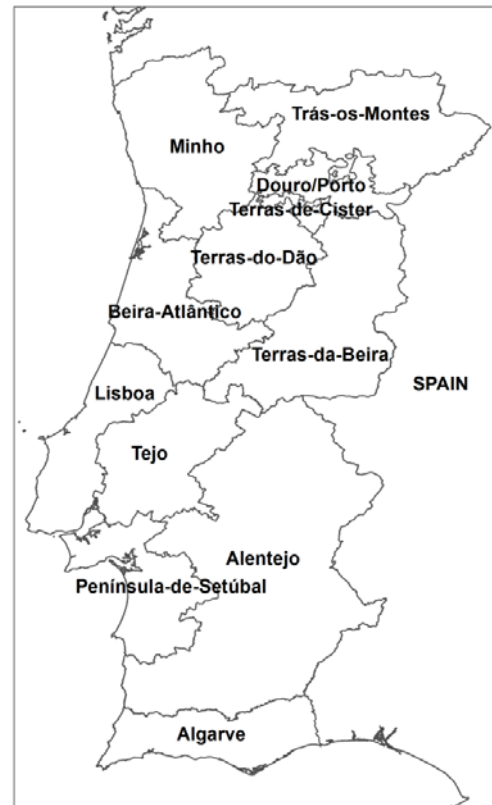 Trás-os-Montes
Minho
Douro/Porto
Terras-de-Cister
Terras-do-Dão
Beira-Atlântico
Terras-da-Beira
SPAIN
Lisboa
Tejo
Alentejo
Península-de-Setúbal
Algarve